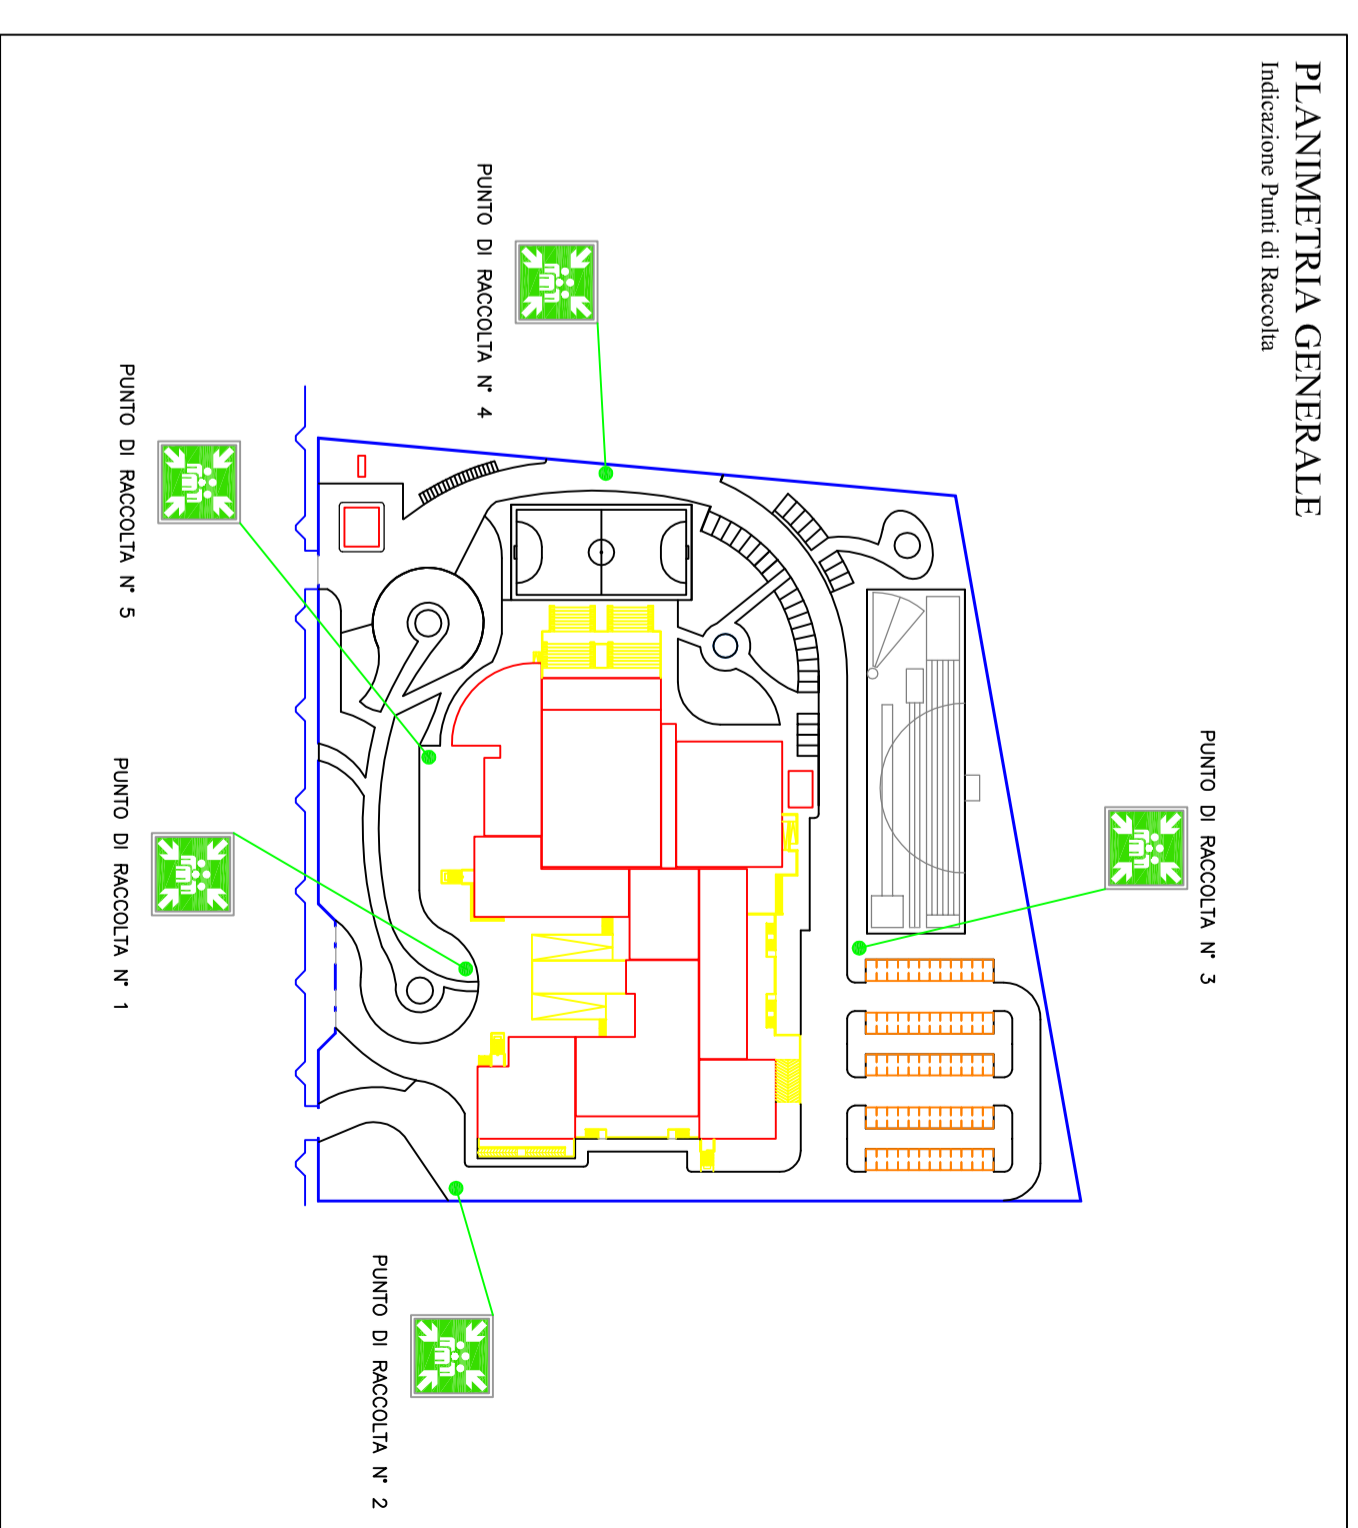 PLANIMETRIA GENERALE
Indicazione Punti di Raccolta
PUNTO DI RACCOLTA N° 3
PUNTO DI RACCOLTA N° 4
PUNTO DI RACCOLTA N° 2
PUNTO DI RACCOLTA N° 5
PUNTO DI RACCOLTA N° 1